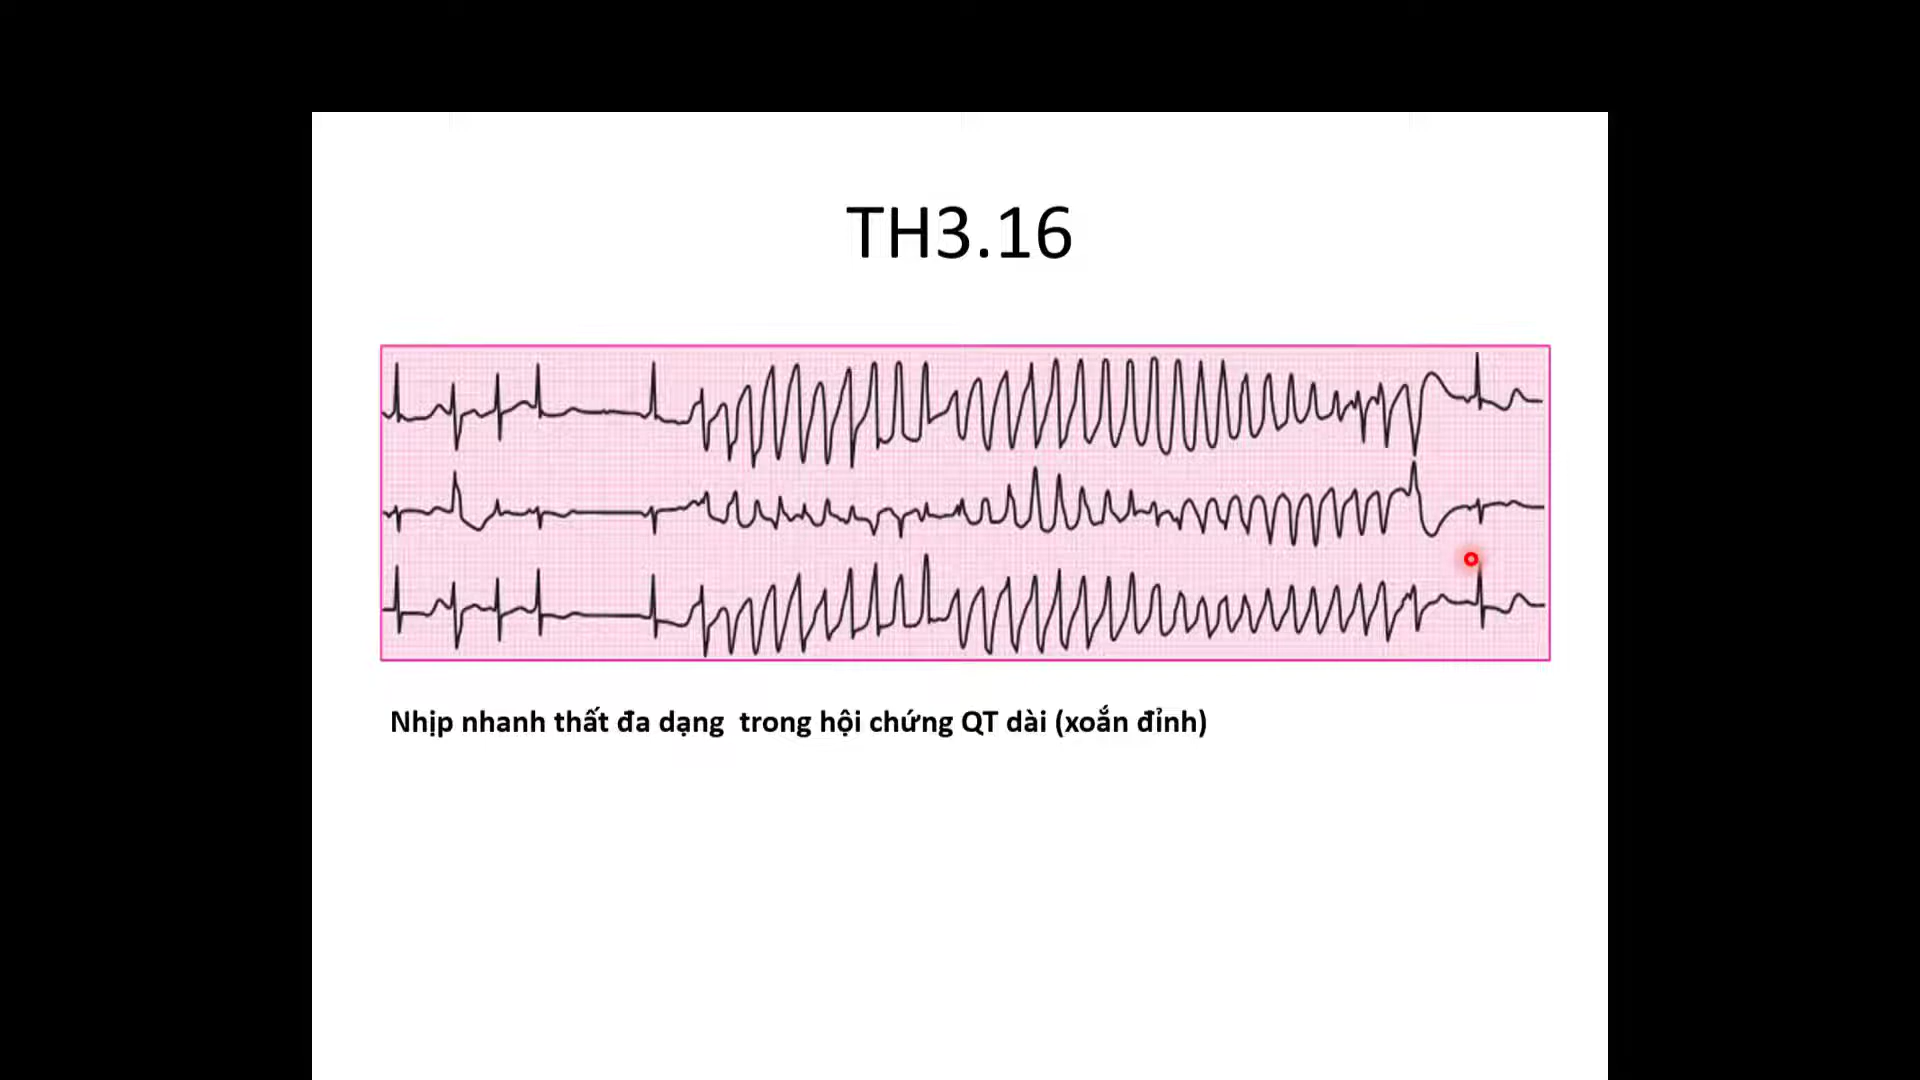 TH3.16
Nhịp nhanh thất đa dạng trong hội chứng QT dài (xoắn đỉnh)